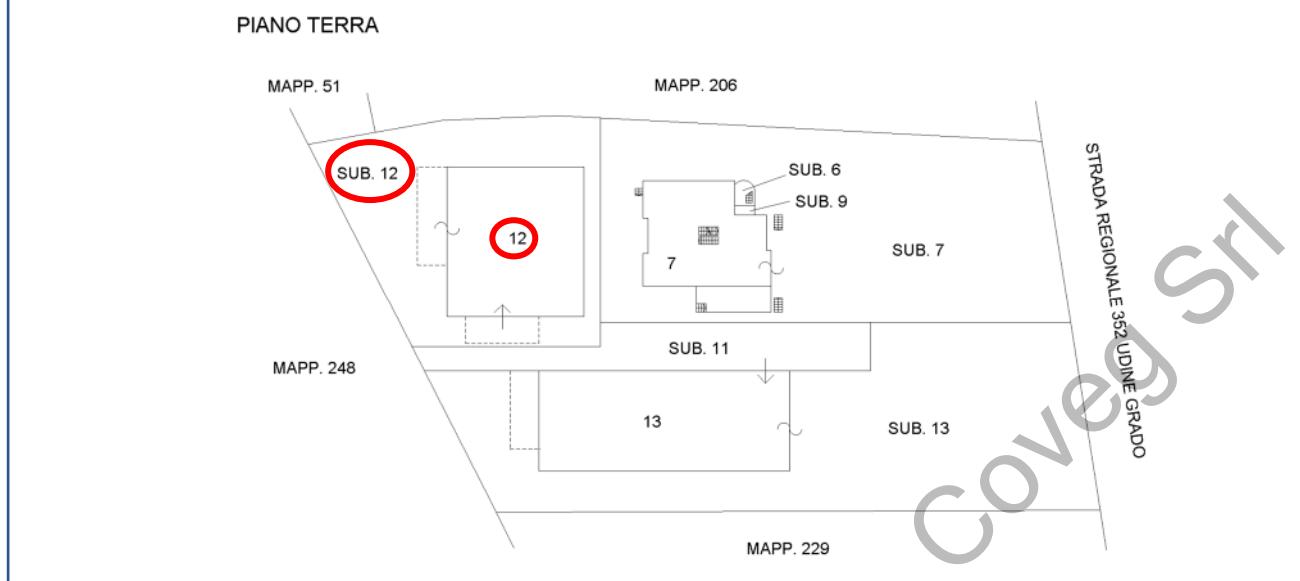 PIANO TERRA
MAPP. 51
MAPP. 206
SUB. 12
12
SUB. 6
SUB. 9
7
SUB. 7
STRADA REGIONALE 352 UDINE GRADO
SUB. 11
MAPP. 248
13
SUB. 13
MAPP. 229
Coveg Srl